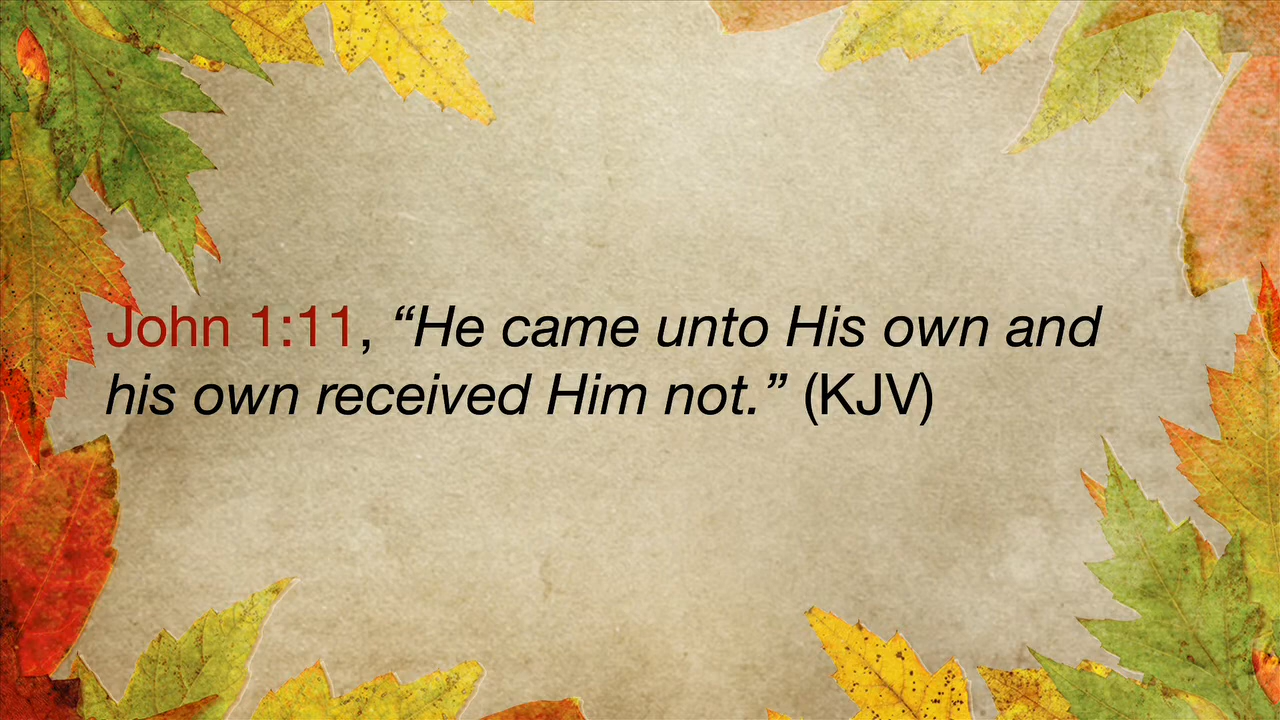 John 1:11, “He came unto His own and
his own received Him not.” (KJV)